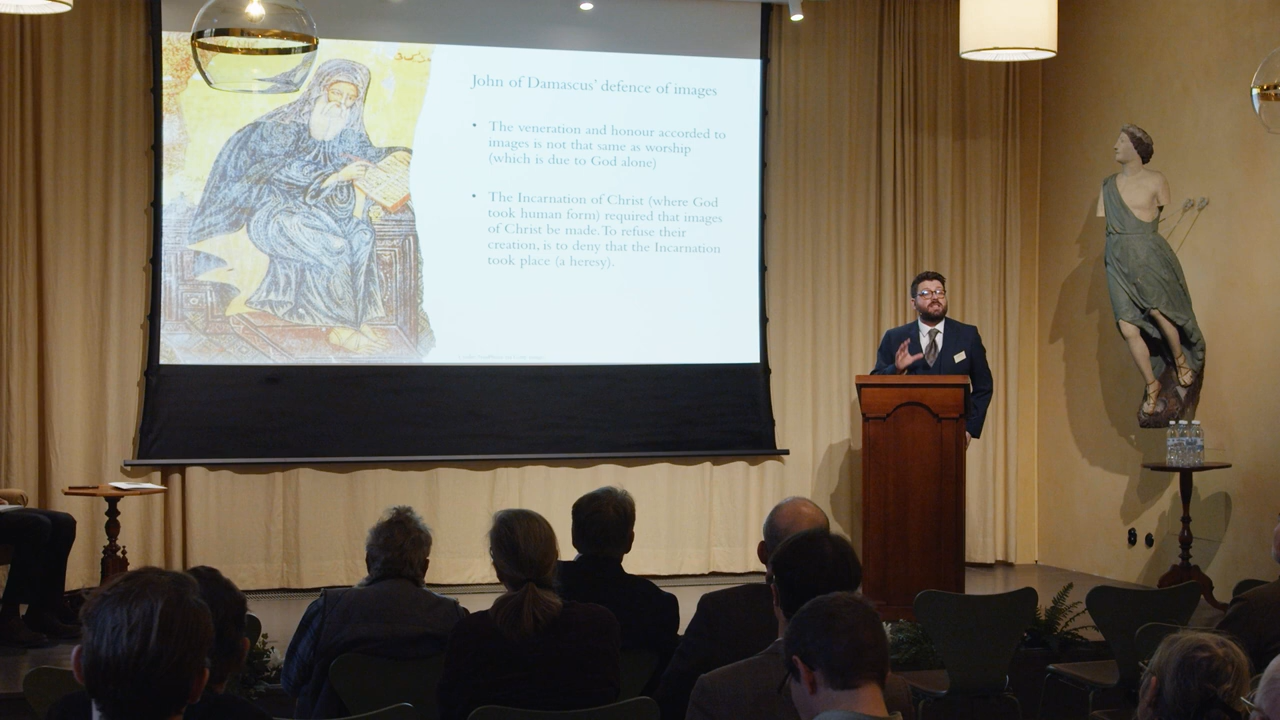 John of Damascus' defence of images
• The veneration and honour accorded to
images is not that same as worship
(which is due to God alone)
• The Incarnation of Christ (where God
took human form) required that images
of Christ be made. To refuse their
creation, is to deny that the Incarnation
took place (a heresy).